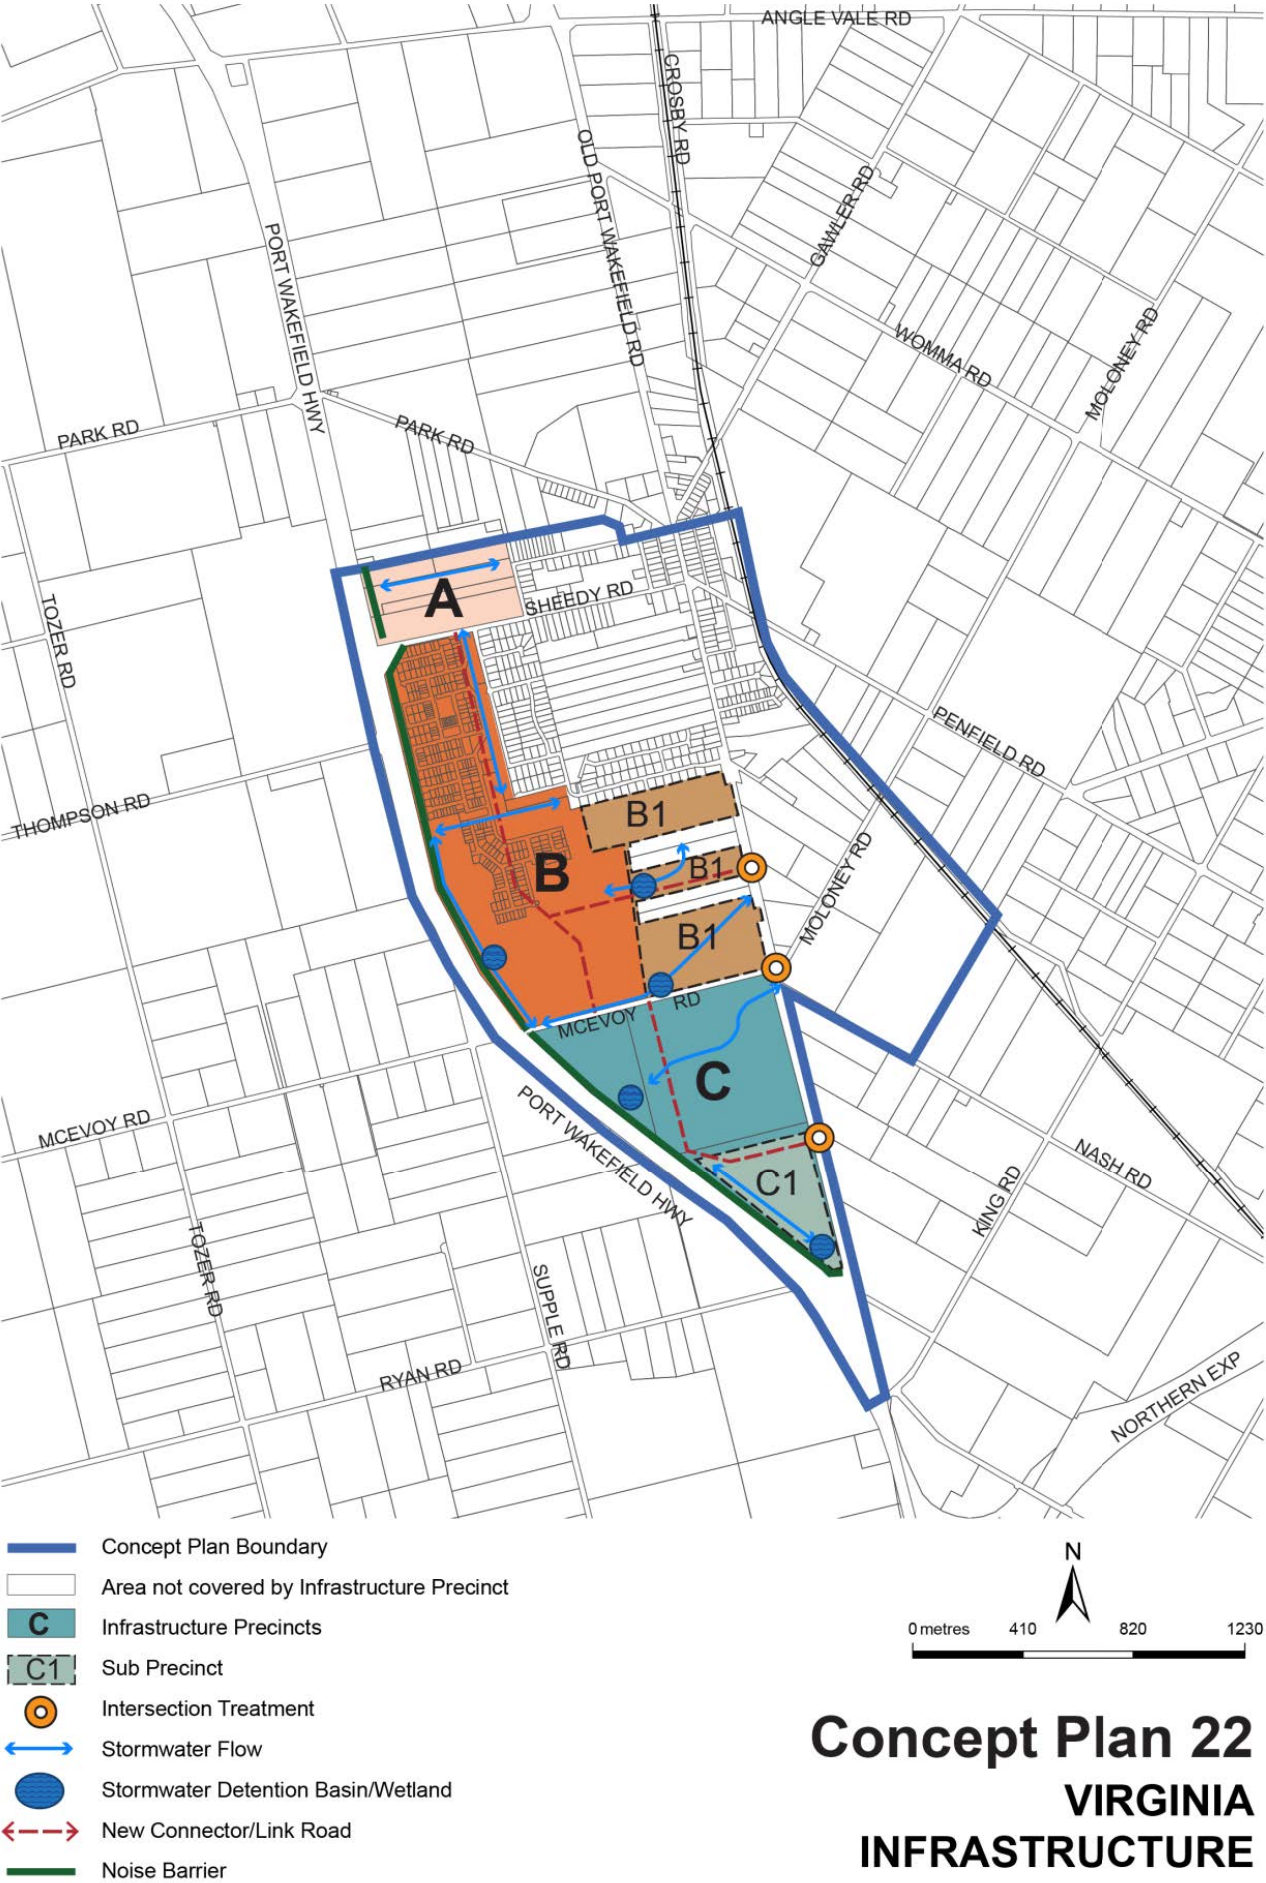 ANGLE VALE RD
CROSBY RD
OLD PORT WAKEFIELD RD
GAWLER RD
PORT WAKEFIELD HWY
WOMMA RD
MOLONEY RD
PARK RD
PARK RD
A
SHEEDY RD
TOZER RD
PENFIELD RD
THOMPSON RD
B1
B
B1
MOLONEY RD
B1
MCEVOY RD
C
MCEVOY RD
PORT WAKEFIELD HWY
C1
NASH RD
KING RD
TOZER RD
SUPPLE RD
RYAN RD
NORTHERN EXP
Concept Plan Boundary
Area not covered by Infrastructure Precinct
C Infrastructure Precincts
C1 Sub Precinct
Intersection Treatment
Stormwater Flow
Stormwater Detention Basin/Wetland
New Connector/Link Road
Noise Barrier
N
0 metres 410 820 1230
Concept Plan 22
VIRGINIA
INFRASTRUCTURE